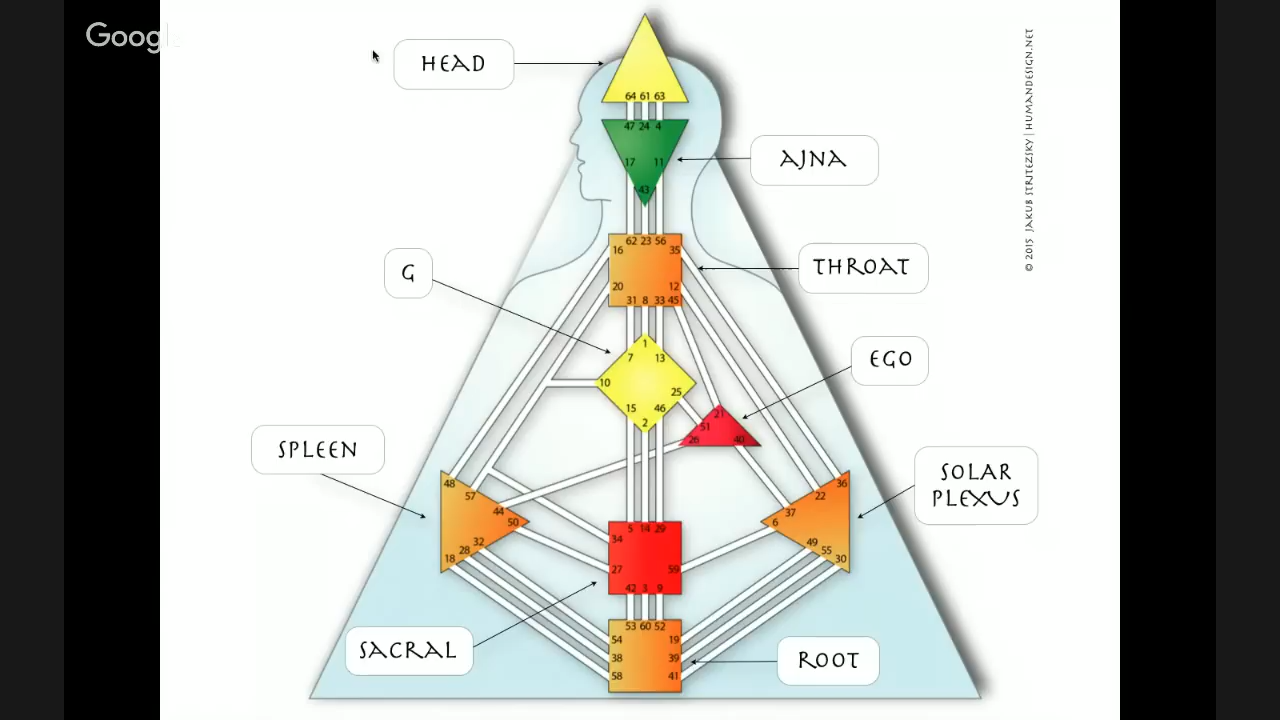 Google
HEAD
64 61 63
47 24 4
17 11
43
AJNA
62 23 56
16 35
20 12
31 8 33 45
THROAT
G
1
7 13
10
25
15 46
2
EGO
21
51
26 40
SPLEEN
48
57
44
50
32
28
18
SOLAR
PLEXUS
36
22
37
6
49
55
30
5 14 29
34
27 59
42 3 9
SACRAL
53 60 52
54 19
38 39
58 41
ROOT
© 2015 JAKUB STRITEZSKY | HUMANDESIGN.NET